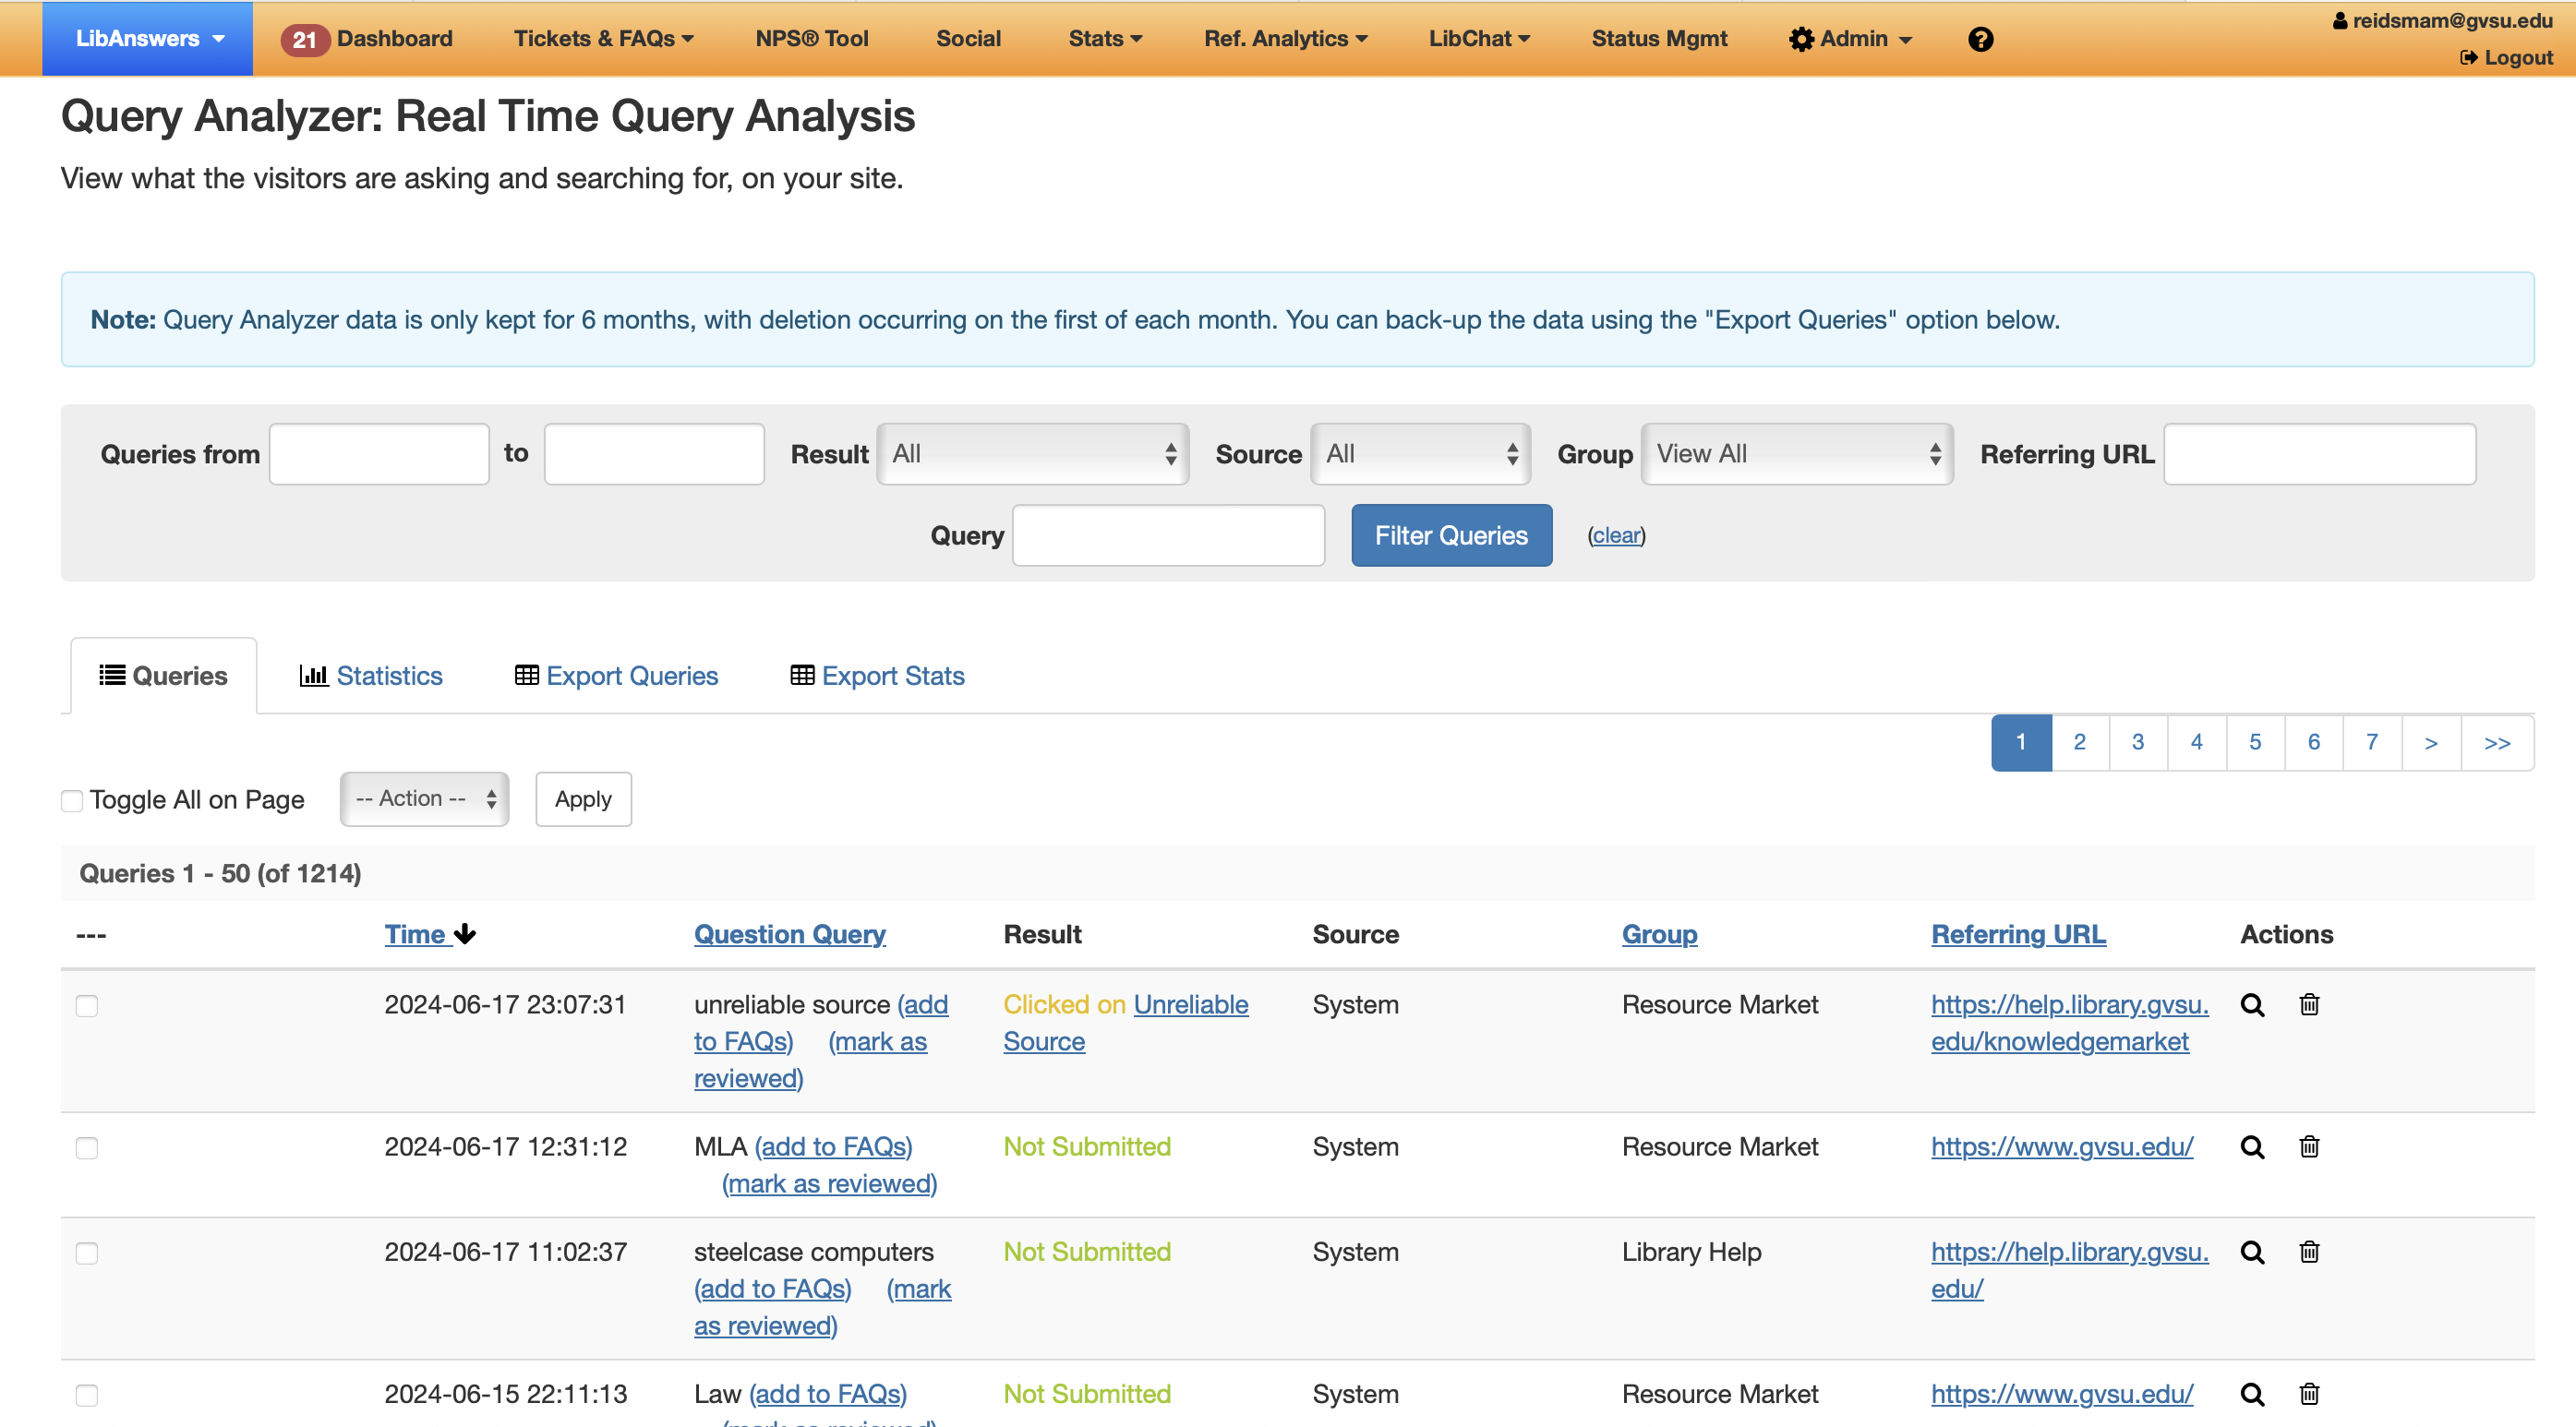 LibAnswers
21 Dashboard
Tickets & FAQs
NPS® Tool
Social
Stats
Ref. Analytics
LibChat
Status Mgmt
Admin
reidsmam@gvsu.edu
Logout
Query Analyzer: Real Time Query Analysis
View what the visitors are asking and searching for, on your site.
Note: Query Analyzer data is only kept for 6 months, with deletion occurring on the first of each month. You can back-up the data using the "Export Queries" option below.
Queries from to Result All Source All Group View All Referring URL
Query Filter Queries (clear)
Queries Statistics Export Queries Export Stats
1 2 3 4 5 6 7 > >>
Toggle All on Page -- Action -- Apply
Queries 1 - 50 (of 1214)
--- Time Question Query Result Source Group Referring URL Actions
2024-06-17 23:07:31 unreliable source (add Clicked on Unreliable System Resource Market https://help.library.gvsu.
to FAQs) (mark as Source edu/knowledgemarket
reviewed)
2024-06-17 12:31:12 MLA (add to FAQs) Not Submitted System Resource Market https://www.gvsu.edu/
(mark as reviewed)
2024-06-17 11:02:37 steelcase computers Not Submitted System Library Help https://help.library.gvsu.
(add to FAQs) (mark edu/
as reviewed)
2024-06-15 22:11:13 Law (add to FAQs) Not Submitted System Resource Market https://www.gvsu.edu/